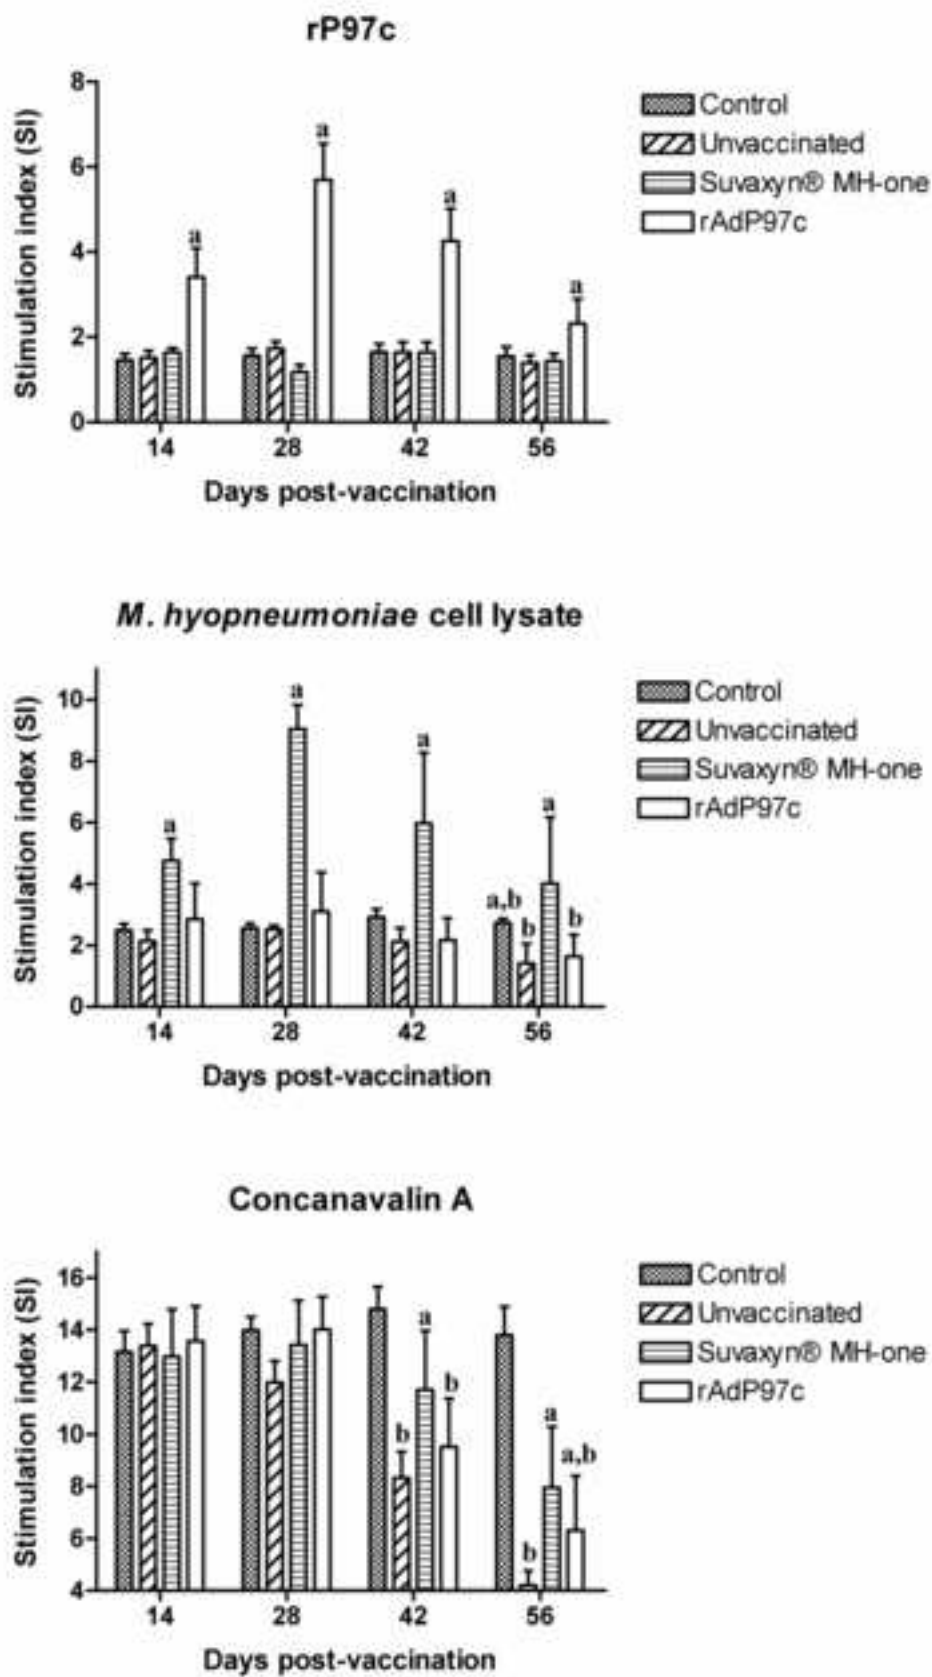 rP97c
8
6
4
2
0
Stimulation index (SI)
a
a
a
a
14
28
42
56
Days post-vaccination
Control
Unvaccinated
Suvaxyn® MH-one
rAdP97c
M. hyopneumoniae cell lysate
10
8
6
4
2
0
Stimulation index (SI)
a
a
a
a,b
b
a
b
14
28
42
56
Days post-vaccination
Control
Unvaccinated
Suvaxyn® MH-one
rAdP97c
Concanavalin A
16
14
12
10
8
6
4
Stimulation index (SI)
b
a
b
b
a
a,b
14
28
42
56
Days post-vaccination
Control
Unvaccinated
Suvaxyn® MH-one
rAdP97c